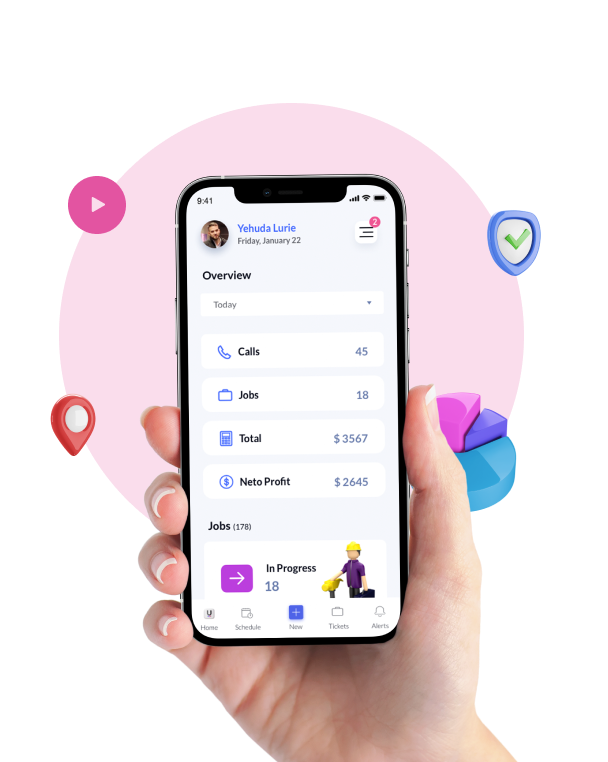 9:41
2
Yehuda Lurie
Friday, January 22
Overview
Today
Calls 45
Jobs 18
Total $ 3567
Neto Profit $ 2645
Jobs (178)
In Progress
18
Home Schedule New Tickets Alerts